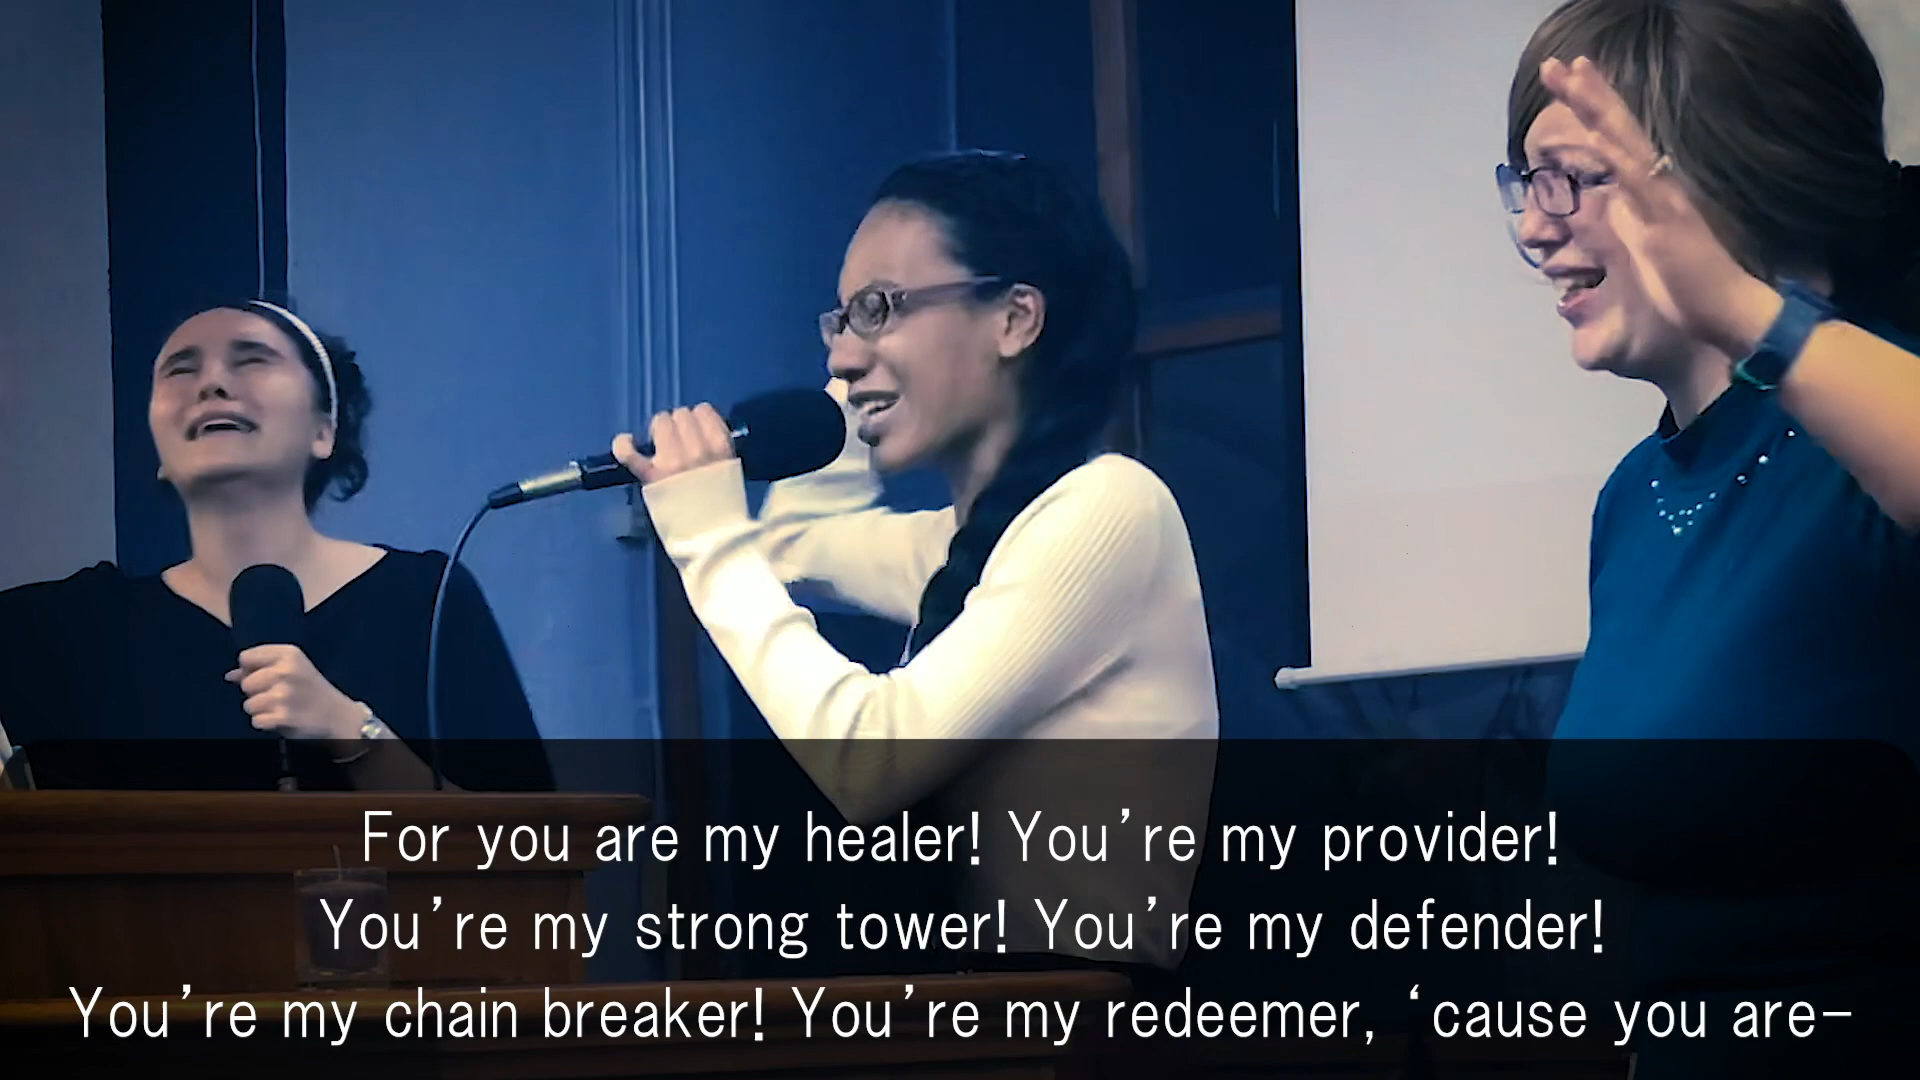 For you are my healer! You’re my provider!
You’re my strong tower! You’re my defender!
You’re my chain breaker! You’re my redeemer, ‘cause you are-